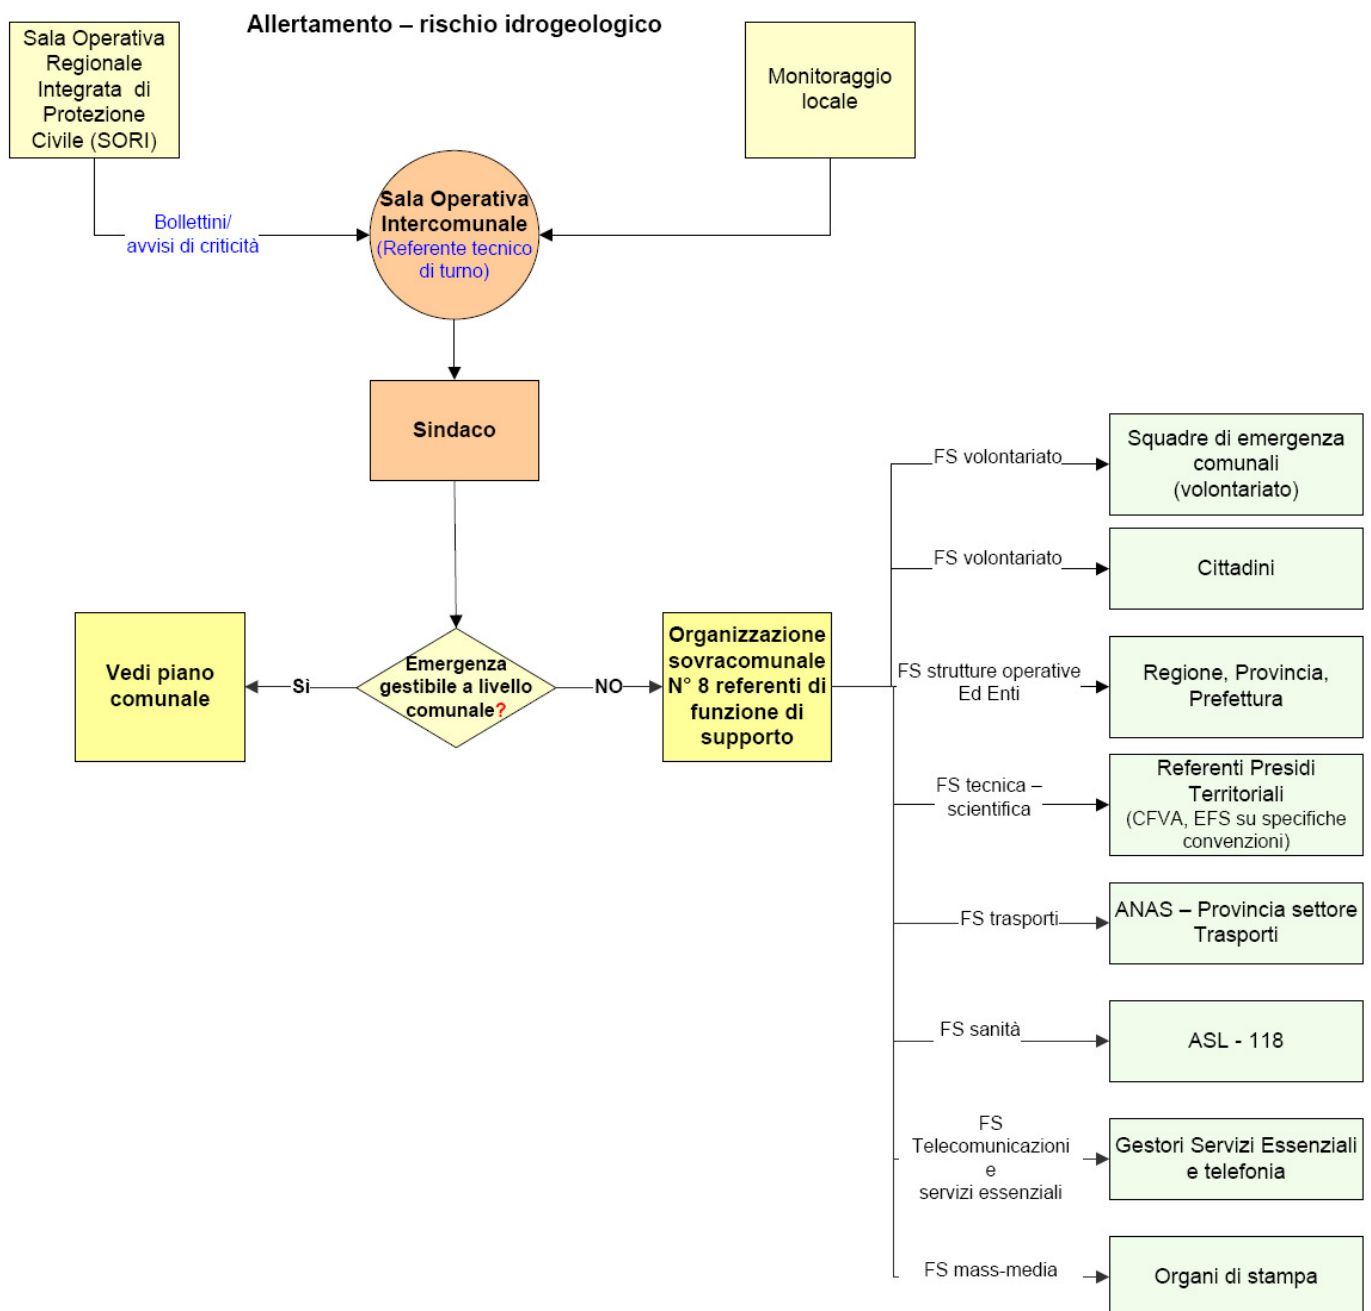 Allertamento – rischio idrogeologico
Sala Operativa
Regionale
Integrata di
Protezione
Civile (SORI)
Monitoraggio
locale
Bollettini/
avvisi di criticità
Sala Operativa
Intercomunale
(Referente tecnico
di turno)
Sindaco
Vedi piano
comunale
Sì
Emergenza
gestibile a livello
comunale?
NO
Organizzazione
sovracomunale
N° 8 referenti di
funzione di
supporto
FS volontariato
Squadre di emergenza
comunali
(volontariato)
FS volontariato
Cittadini
FS strutture operative
Ed Enti
Regione, Provincia,
Prefettura
FS tecnica –
scientifica
Referenti Presidi
Territoriali
(CFVA, EFS su specifiche
convenzioni)
FS trasporti
ANAS – Provincia settore
Trasporti
FS sanità
ASL - 118
FS
Telecomunicazioni
e
servizi essenziali
Gestori Servizi Essenziali
e telefonia
FS mass-media
Organi di stampa